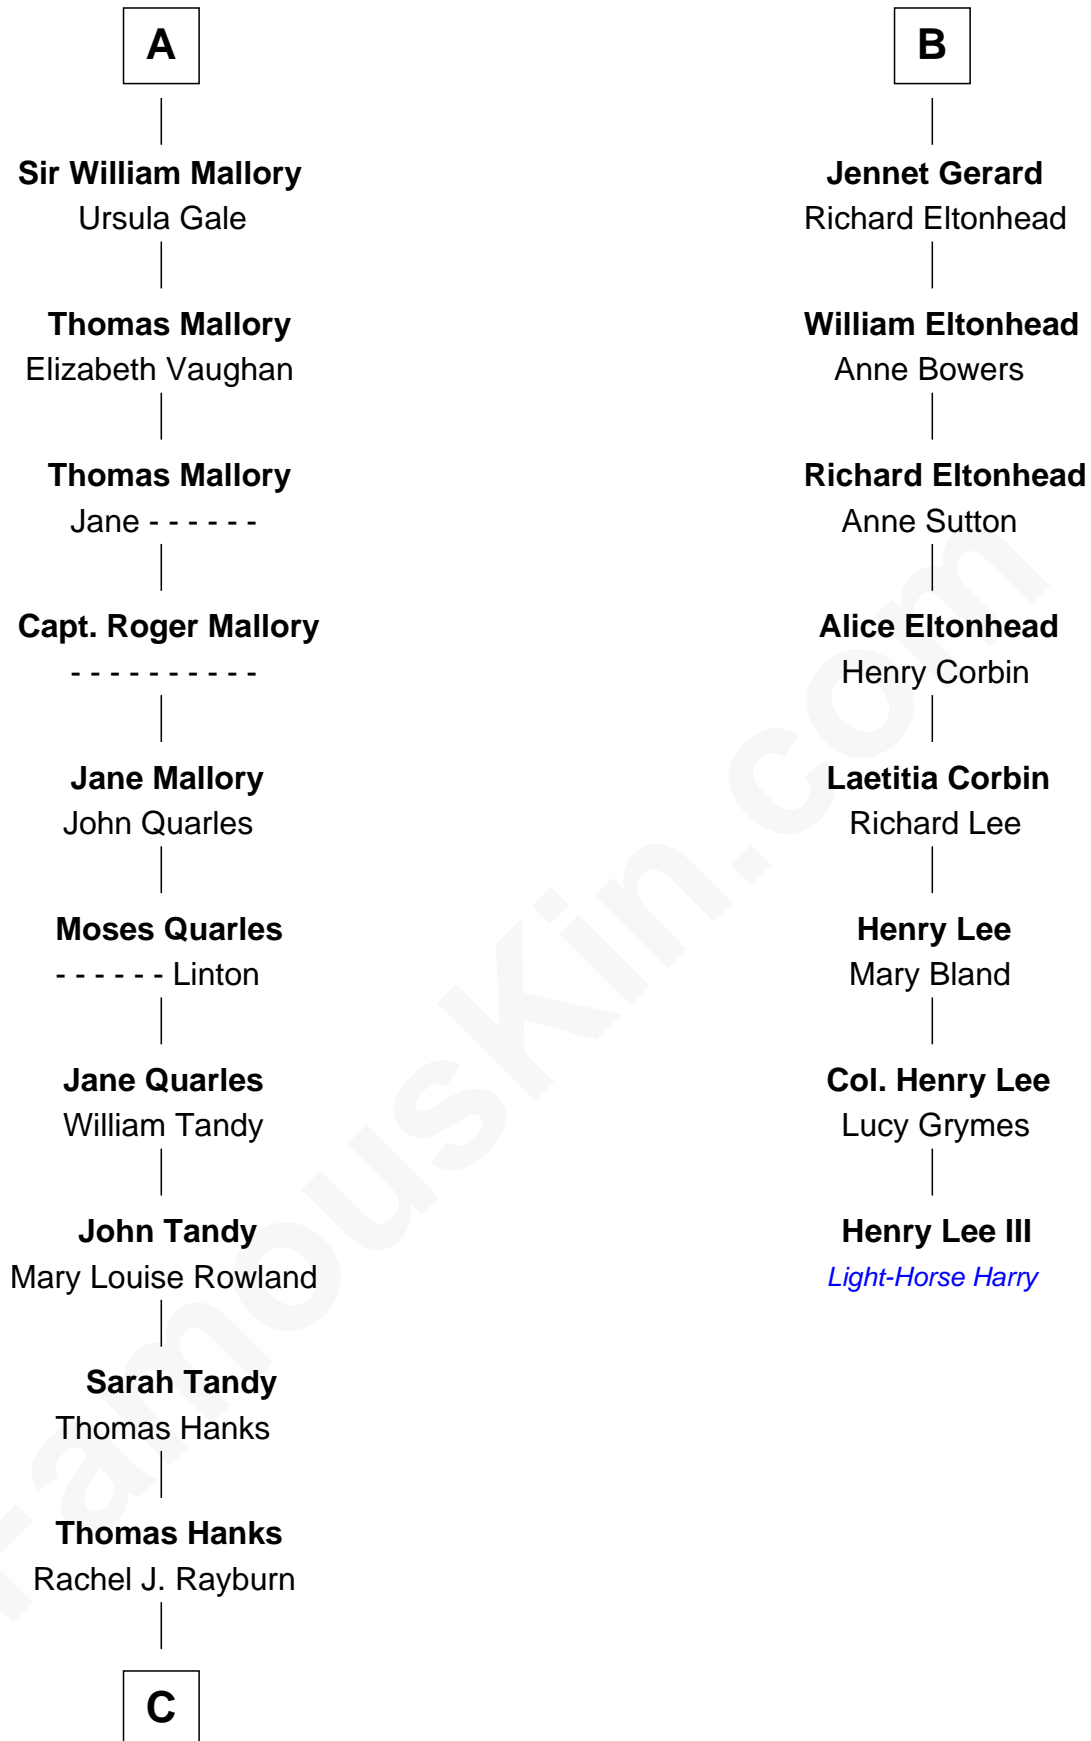 A
Sir William Mallory
Ursula Gale
Thomas Mallory
Elizabeth Vaughan
Thomas Mallory
Jane - - - - - -
Capt. Roger Mallory
- - - - - - - - - -
Jane Mallory
John Quarles
Moses Quarles
- - - - - - Linton
Jane Quarles
William Tandy
John Tandy
Mary Louise Rowland
Sarah Tandy
Thomas Hanks
Thomas Hanks
Rachel J. Rayburn
C
B
Jennet Gerard
Richard Eltonhead
William Eltonhead
Anne Bowers
Richard Eltonhead
Anne Sutton
Alice Eltonhead
Henry Corbin
Laetitia Corbin
Richard Lee
Henry Lee
Mary Bland
Col. Henry Lee
Lucy Grymes
Henry Lee III
Light-Horse Harry
FamousKin.com